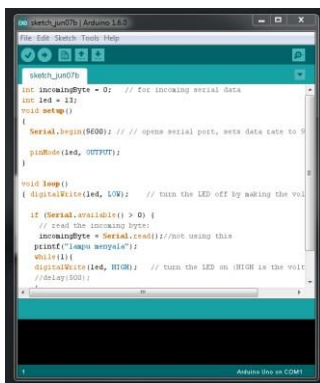 sketch_jun07b | Arduino 1.6.0
File Edit Sketch Tools Help
sketch_jun07b
int incomingByte = 0;   // for incoming serial data
int led = 13;
void setup()
{
  Serial.begin(9600); // // opens serial port, sets data rate to 9
  pinMode(led, OUTPUT);
}
void loop()
{ digitalWrite(led, LOW);    // turn the LED off by making the vol
  if (Serial.available() > 0) {
    // read the incoming byte:
    incomingByte = Serial.read();//not using this
   printf("lampu menyala");
   while(1){
   digitalWrite(led, HIGH);   // turn the LED on (HIGH is the volt
   //delay(500);
1
Arduino Uno on COM1